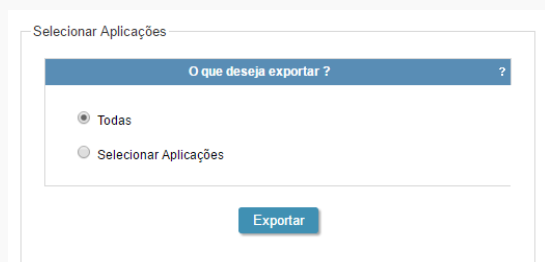 Selecionar Aplicações
O que deseja exportar ? ?
Todas
Selecionar Aplicações
Exportar